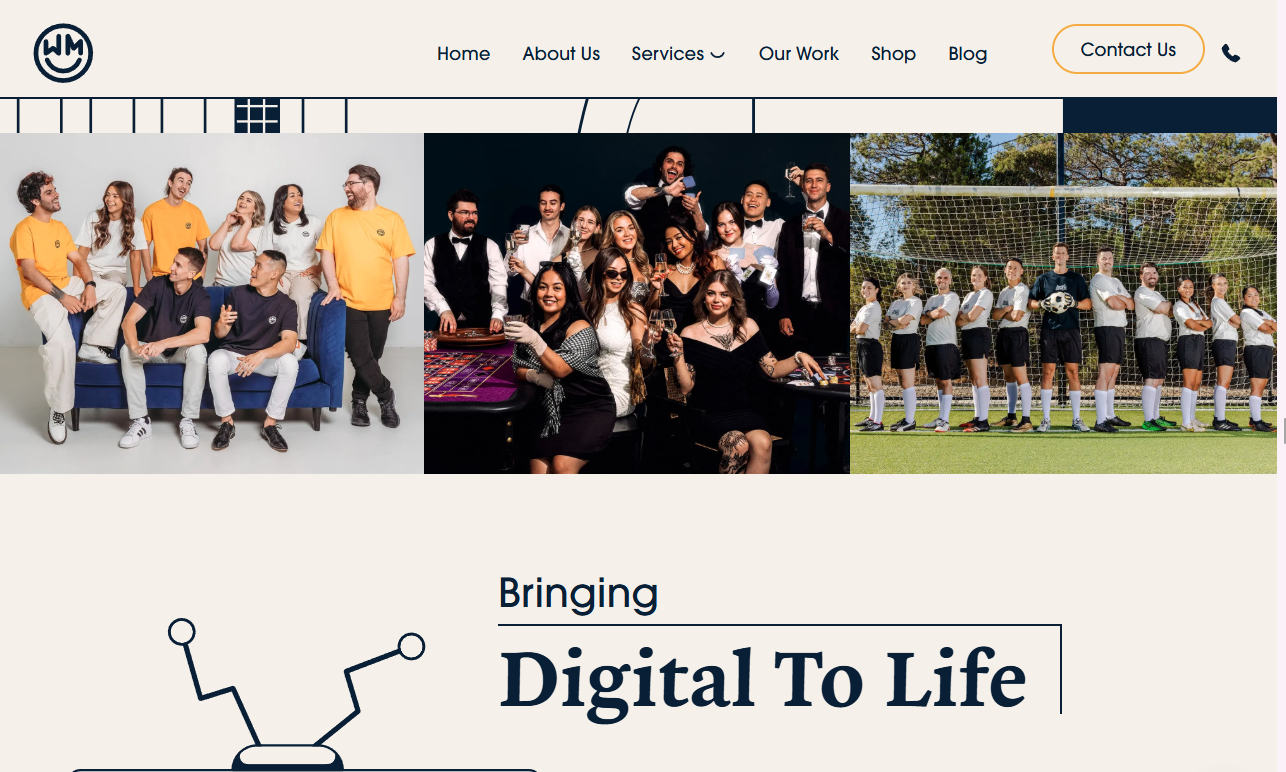 WM
Home
About Us
Services
Our Work
Shop
Blog
Contact Us
Bringing
Digital To Life